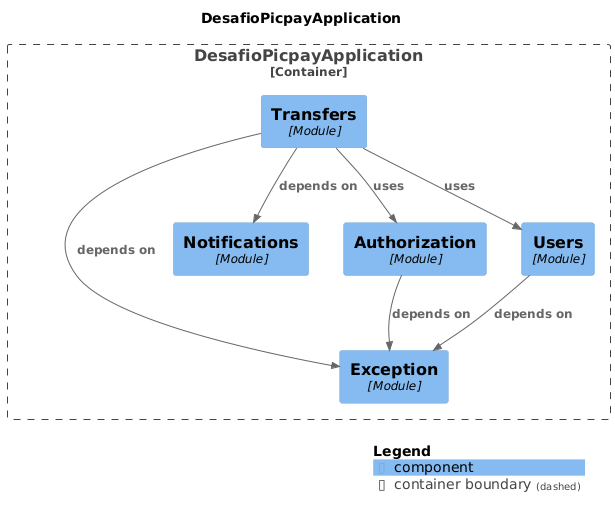 DesafioPicpayApplication
DesafioPicpayApplication
[Container]
Transfers
[Module]
depends on
uses
uses
Notifications
[Module]
Authorization
[Module]
Users
[Module]
depends on
depends on
depends on
Exception
[Module]
Legend
component
container boundary (dashed)